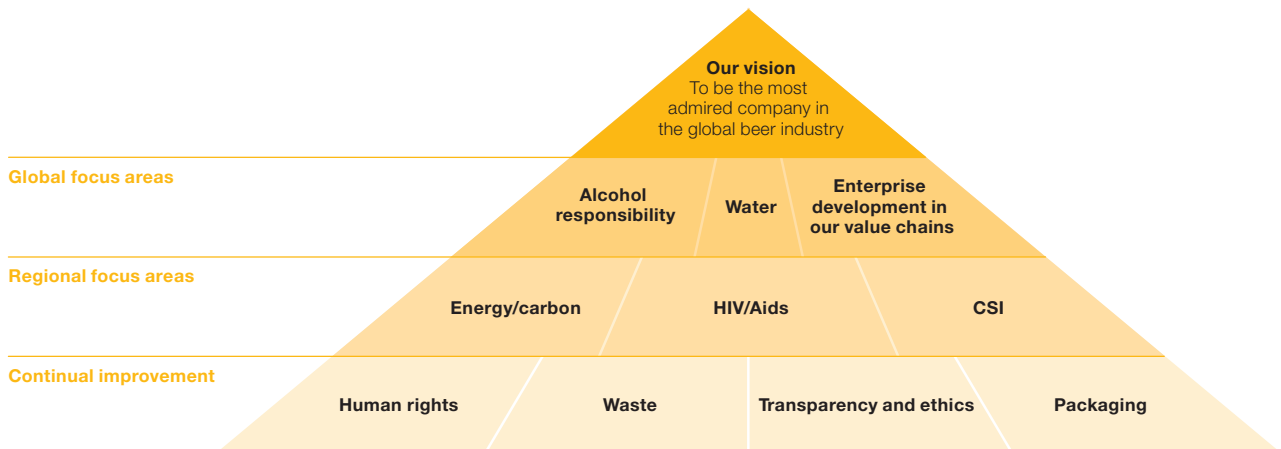 Our vision
To be the most
admired company in
the global beer industry
Global focus areas
Alcohol
responsibility
Water
Enterprise
development in
our value chains
Regional focus areas
Energy/carbon
HIV/Aids
CSI
Continual improvement
Human rights
Waste
Transparency and ethics
Packaging